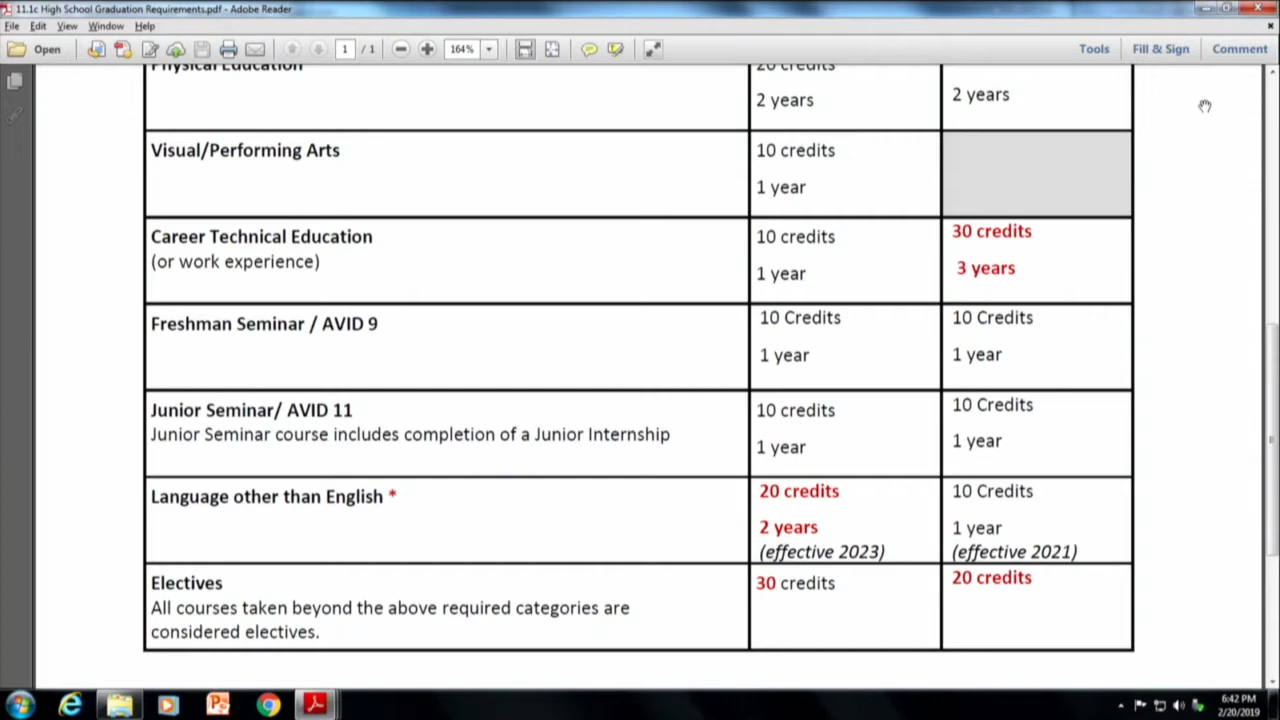 11.1c High School Graduation Requirements.pdf - Adobe Reader
File Edit View Window Help
Open 1 / 1 164% Tools Fill & Sign Comment
Physical Education 20 credits
2 years 2 years
Visual/Performing Arts 10 credits
1 year
Career Technical Education 10 credits 30 credits
(or work experience) 1 year 3 years
Freshman Seminar / AVID 9 10 Credits 10 Credits
1 year 1 year
Junior Seminar/ AVID 11 10 credits 10 Credits
Junior Seminar course includes completion of a Junior Internship 1 year 1 year
Language other than English * 20 credits 10 Credits
2 years 1 year
(effective 2023) (effective 2021)
Electives 30 credits 20 credits
All courses taken beyond the above required categories are
considered electives.
6:42 PM
2/20/2019